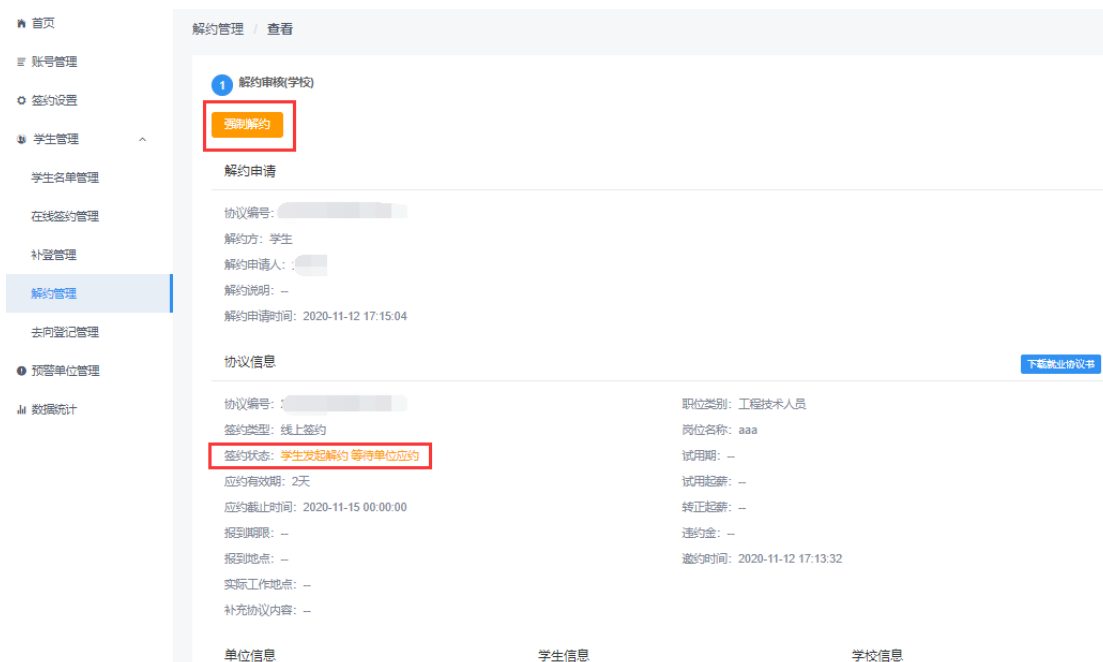 首页
账号管理
签约设置
学生管理
学生名单管理
在线签约管理
补登管理
解约管理
去向登记管理
预警单位管理
数据统计
解约管理 / 查看
1 解约审核(学校)
强制解约
解约申请
协议编号:
解约方: 学生
解约申请人:
解约说明: --
解约申请时间: 2020-11-12 17:15:04
协议信息
下载就业协议书
协议编号:
签约类型: 线上签约
签约状态: 学生发起解约 等待单位应约
应约有效期: 2天
应约截止时间: 2020-11-15 00:00:00
报到期限: --
报到地点: --
实际工作地点: --
补充协议内容: --
职位类别: 工程技术人员
岗位名称: aaa
试用期: --
试用起薪: --
转正起薪: --
违约金: --
邀约时间: 2020-11-12 17:13:32
单位信息
学生信息
学校信息